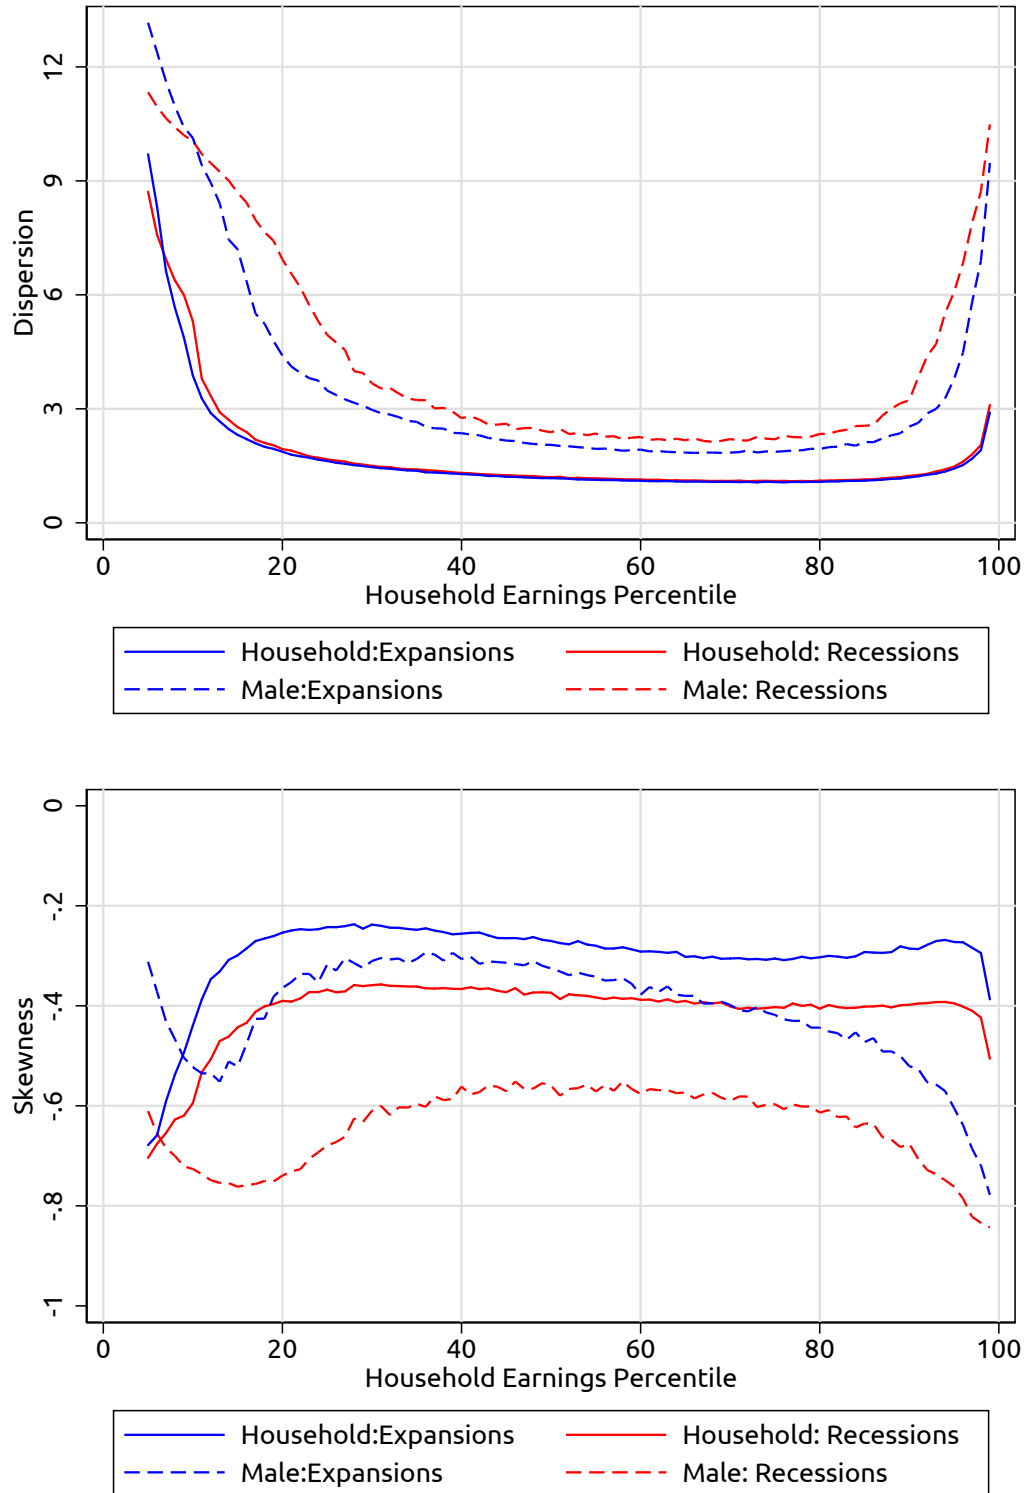 12
9
6
3
0
Dispersion
0 20 40 60 80 100
Household Earnings Percentile
Household:Expansions Household: Recessions
Male:Expansions Male: Recessions
0
-.2
-.4
-.6
-.8
-1
Skewness
0 20 40 60 80 100
Household Earnings Percentile
Household:Expansions Household: Recessions
Male:Expansions Male: Recessions